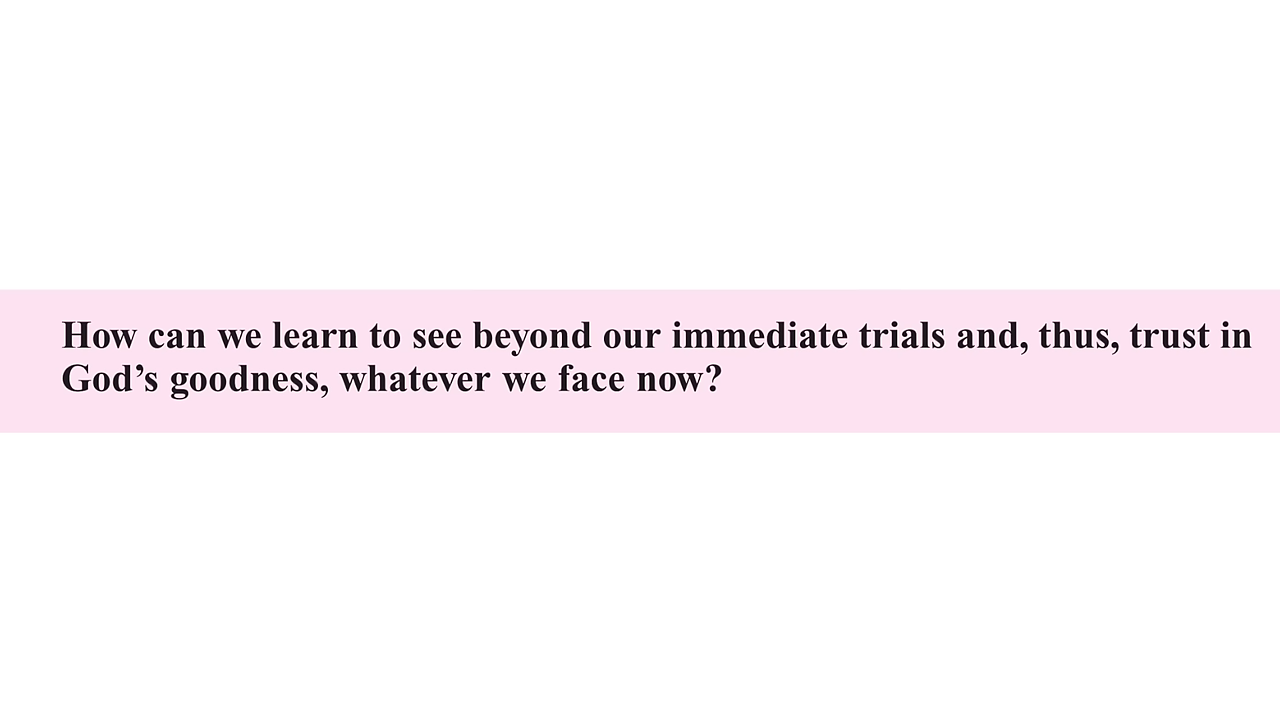 How can we learn to see beyond our immediate trials and, thus, trust in
God’s goodness, whatever we face now?